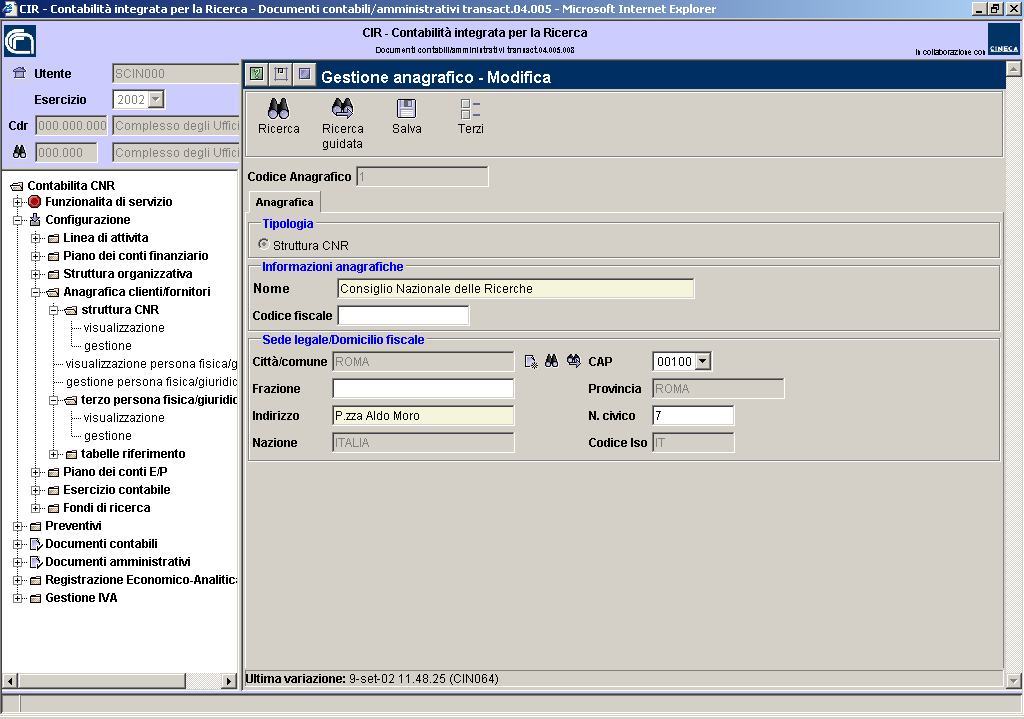 CIR - Contabilità integrata per la Ricerca - Documenti contabili/amministrativi transact.04.005 - Microsoft Internet Explorer
CIR - Contabilità integrata per la Ricerca
Documenti contabili/amministrativi transact.04.005.008
In collaborazione con CINECA
Utente SCIN000
Esercizio 2002
Cdr 000.000.000 Complesso degli Uffici
000.000 Complesso degli Uffici
Contabilita CNR
Funzionalita di servizio
Configurazione
Linea di attivita
Piano dei conti finanziario
Struttura organizzativa
Anagrafica clienti/fornitori
struttura CNR
visualizzazione
gestione
visualizzazione persona fisica/g
gestione persona fisica/giuridic
terzo persona fisica/giuridic
visualizzazione
gestione
tabelle riferimento
Piano dei conti E/P
Esercizio contabile
Fondi di ricerca
Preventivi
Documenti contabili
Documenti amministrativi
Registrazione Economico-Analitica
Gestione IVA
Gestione anagrafico - Modifica
Ricerca
Ricerca guidata
Salva
Terzi
Codice Anagrafico 1
Anagrafica
Tipologia
Struttura CNR
Informazioni anagrafiche
Nome Consiglio Nazionale delle Ricerche
Codice fiscale
Sede legale/Domicilio fiscale
Città/comune ROMA CAP 00100
Frazione Provincia ROMA
Indirizzo P.zza Aldo Moro N. civico 7
Nazione ITALIA Codice Iso IT
Ultima variazione: 9-set-02 11.48.25 (CIN064)